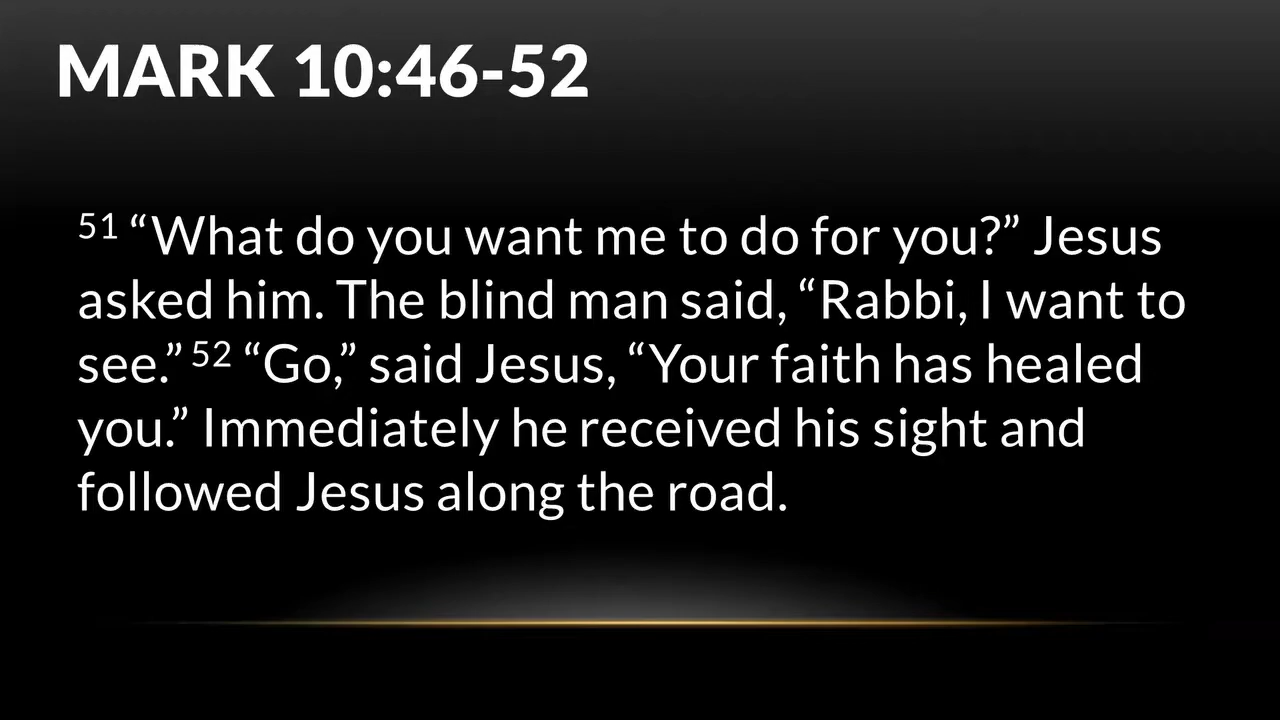 MARK 10:46-52
51 “What do you want me to do for you?” Jesus
asked him. The blind man said, “Rabbi, I want to
see.” 52 “Go,” said Jesus, “Your faith has healed
you.” Immediately he received his sight and
followed Jesus along the road.